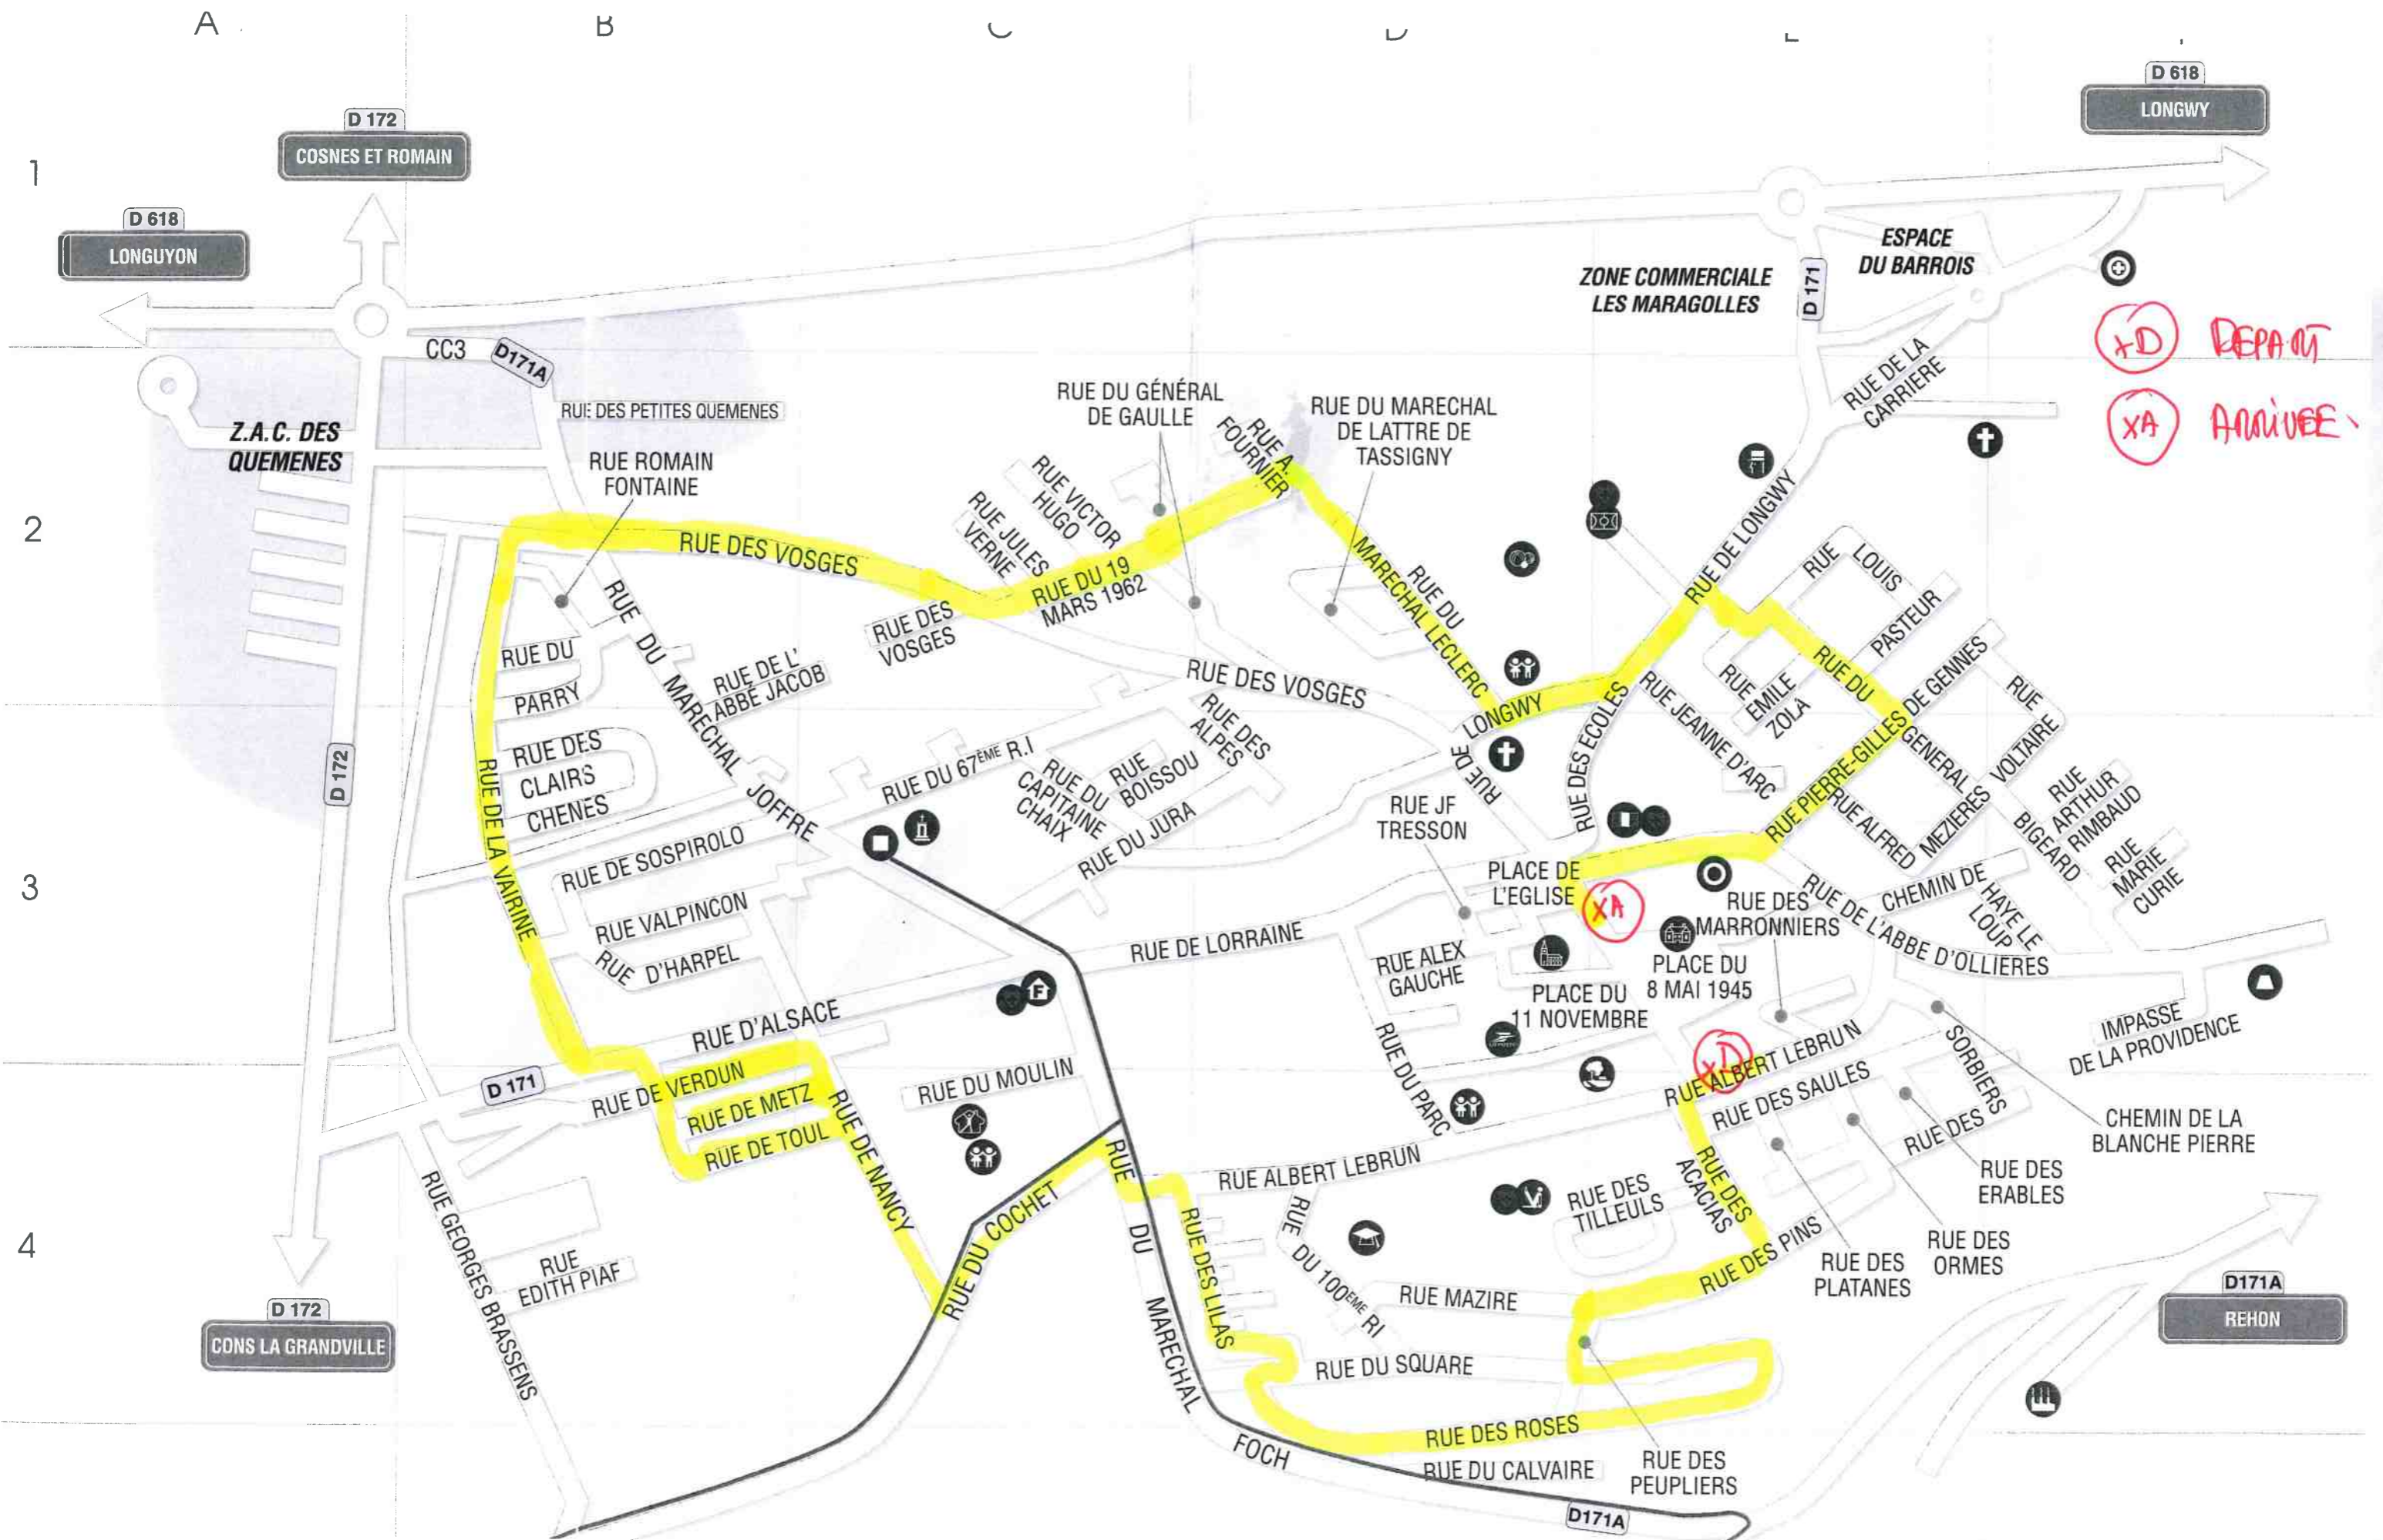 A
B
D 618
LONGWY
D 172
COSNES ET ROMAIN
1
D 618
LONGUYON
ESPACE
DU BARROIS
ZONE COMMERCIALE
LES MARAGOLLES
D 171
XD DEPART
XA ARRIVEE
CC3
D171A
RUE DE LA
CARRIERE
RUE DES PETITES QUEMENES
RUE DU GÉNÉRAL
DE GAULLE
RUE A.
FOURNIER
RUE DU MARECHAL
DE LATTRE DE
TASSIGNY
Z.A.C. DES
QUEMENES
RUE ROMAIN
FONTAINE
RUE VICTOR
HUGO
RUE JULES
VERNE
2
RUE DES VOSGES
RUE DU 19
MARS 1962
RUE DU
MARECHAL LECLERC
RUE DE LONGWY
RUE LOUIS
PASTEUR
RUE DES
VOSGES
RUE DU
PARRY
RUE DE L'
ABBÉ JACOB
RUE DES VOSGES
RUE EMILE
ZOLA
RUE DU GENERAL BIGEARD
RUE PIERRE-GILLES DE GENNES
RUE VOLTAIRE
RUE JEANNE D'ARC
RUE DES ECOLES
RUE DE LONGWY
RUE DES
ALPES
RUE DU MARECHAL JOFFRE
RUE DES
CLAIRS
CHENES
RUE DE LA VAIRINE
D 172
RUE DU 67ÈME R.I
RUE DU
CAPITAINE
CHAIX
RUE
BOISSOU
RUE DU JURA
RUE JF
TRESSON
RUE ALFRED MEZIERES
RUE
ARTHUR
RIMBAUD
RUE
MARIE
CURIE
3
RUE DE SOSPIROLO
RUE VALPINCON
RUE D'HARPEL
PLACE DE
L'EGLISE
XA
RUE DES
MARRONNIERS
CHEMIN DE
HAYE LE
LOUP
RUE DE L'ABBE D'OLLIERES
RUE DE LORRAINE
RUE ALEX
GAUCHE
PLACE DU
8 MAI 1945
PLACE DU
11 NOVEMBRE
F
RUE D'ALSACE
IMPASSE
DE LA PROVIDENCE
RUE DU PARC
XD
RUE ALBERT LEBRUN
RUE DES SAULES
RUE DES SORBIERS
D 171
RUE DE VERDUN
RUE DE METZ
RUE DE TOUL
RUE DE NANCY
RUE DU MOULIN
CHEMIN DE LA
BLANCHE PIERRE
RUE DES
ERABLES
RUE ALBERT LEBRUN
RUE DES
ACACIAS
RUE DES
TILLEULS
4
RUE GEORGES BRASSENS
RUE
EDITH PIAF
RUE DU COCHET
RUE DU MARECHAL FOCH
RUE DES LILAS
RUE DU 100EME RI
RUE MAZIRE
RUE DES PINS
RUE DES
PLATANES
RUE DES
ORMES
D 172
CONS LA GRANDVILLE
D171A
REHON
RUE DU SQUARE
RUE DES ROSES
RUE DU CALVAIRE
RUE DES
PEUPLIERS
D171A